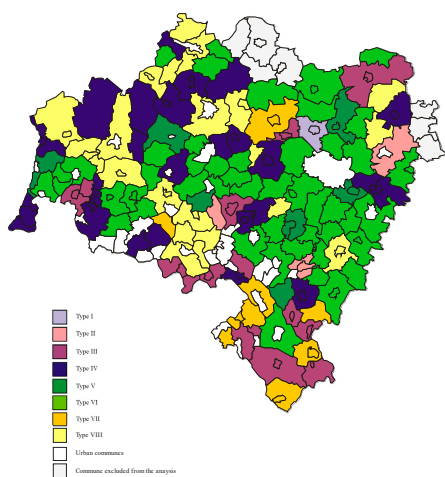 Type I
Type II
Type III
Type IV
Type V
Type VI
Type VII
Type VIII
Urban communes
Commune excluded from the anaysis